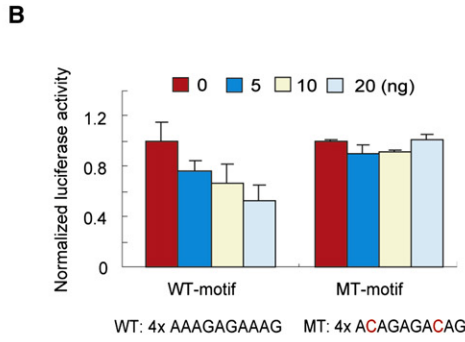 B
0 5 10 20 (ng)
Normalized luciferase activity
1.2
0.8
0.4
0
WT-motif MT-motif
WT: 4x AAAGAGAAAG MT: 4x ACAGAGACAG